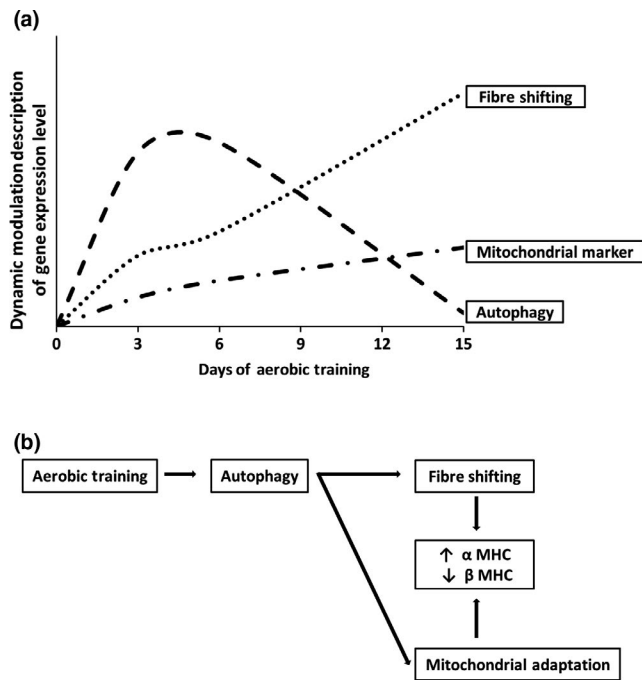 (a)
Dynamic modulation description
of gene expression level
Fibre shifting
Mitochondrial marker
Autophagy
0 3 6 9 12 15
Days of aerobic training
(b)
Aerobic training
Autophagy
Fibre shifting
↑ α MHC
↓ β MHC
Mitochondrial adaptation